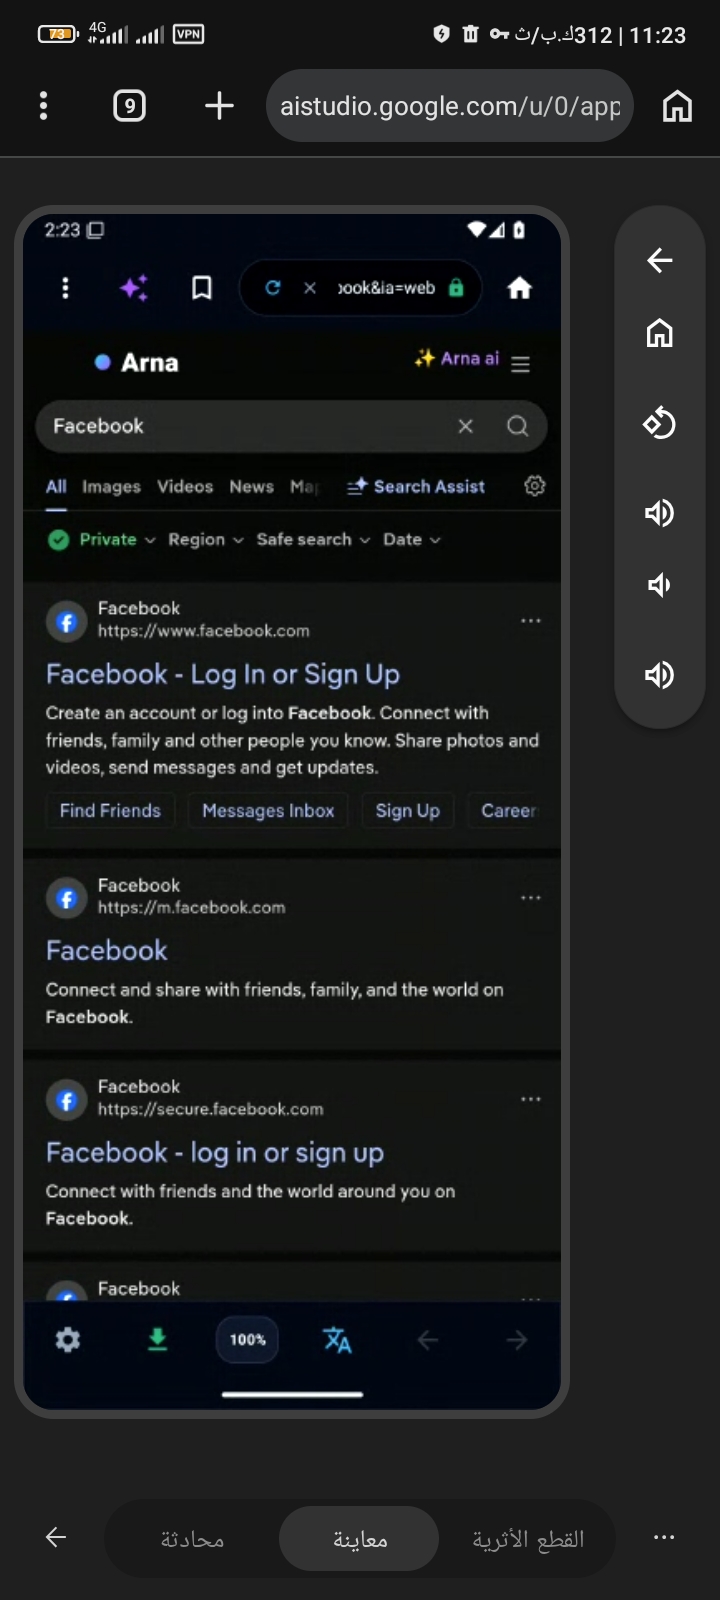 73 4G VPN
312ك.ب/ث | 11:23
9
aistudio.google.com/u/0/app
2:23
book&ia=web
Arna
Arna ai
Facebook
All Images Videos News Search Assist
Private Region Safe search Date
Facebook
https://www.facebook.com
Facebook - Log In or Sign Up
Create an account or log into Facebook. Connect with
friends, family and other people you know. Share photos and
videos, send messages and get updates.
Find Friends Messages Inbox Sign Up Career
Facebook
https://m.facebook.com
Facebook
Connect and share with friends, family, and the world on
Facebook.
Facebook
https://secure.facebook.com
Facebook - log in or sign up
Connect with friends and the world around you on
Facebook.
Facebook
100%
القطع الأثرية معاينة محادثة